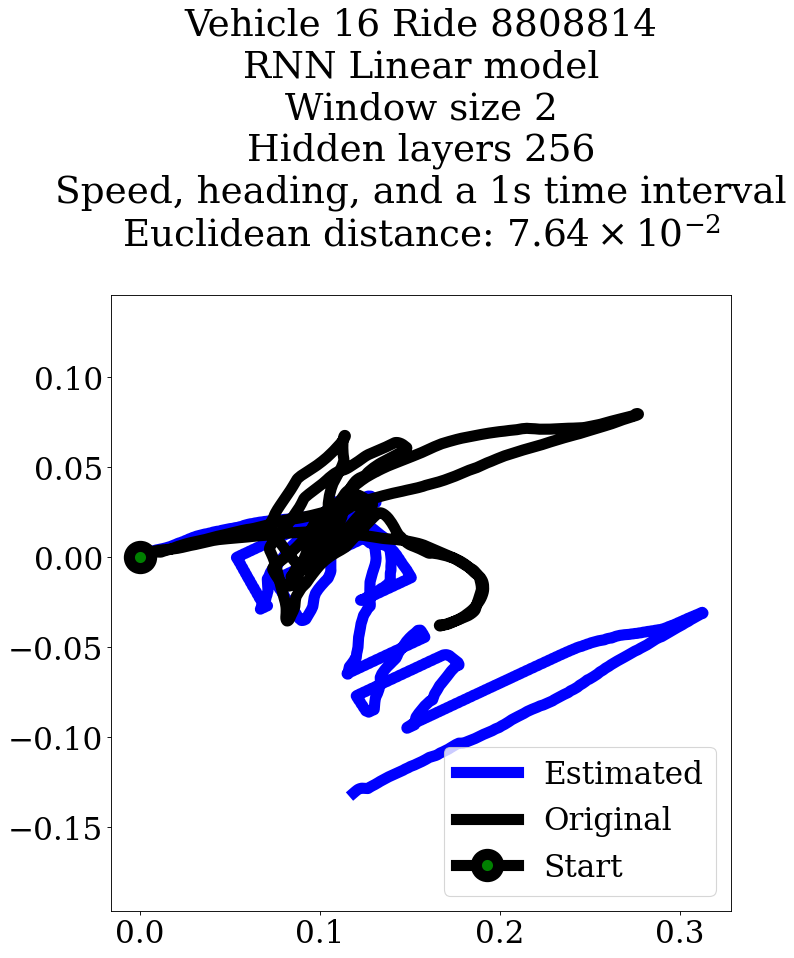 Vehicle 16 Ride 8808814
RNN Linear model
Window size 2
Hidden layers 256
Speed, heading, and a 1s time interval
Euclidean distance: 7.64 × 10⁻²
0.10
0.05
0.00
−0.05
−0.10
−0.15
0.0 0.1 0.2 0.3
Estimated
Original
Start